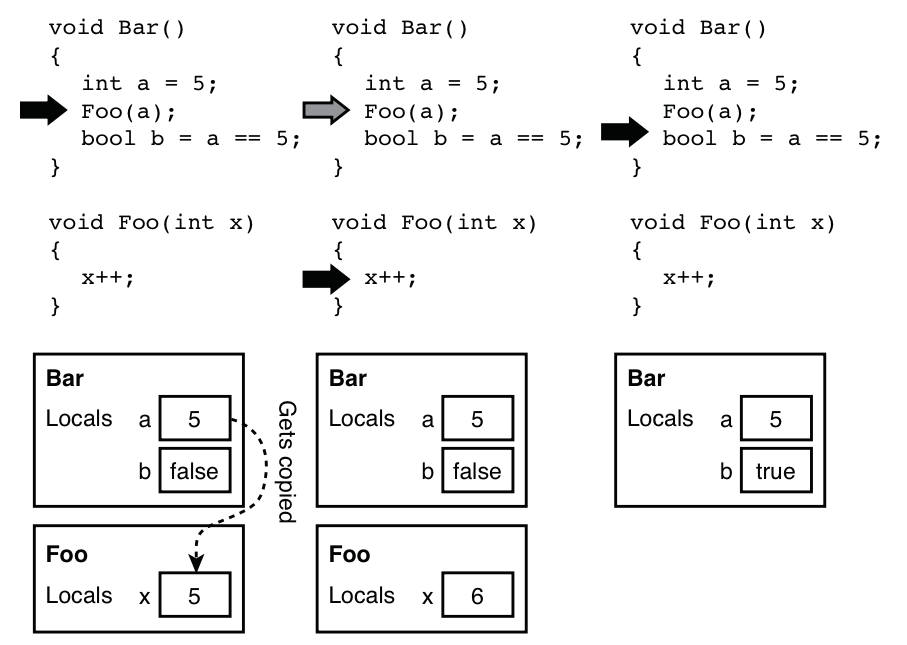 void Bar()
{
int a = 5;
Foo(a);
bool b = a == 5;
}
void Foo(int x)
{
x++;
}
Bar
Locals a 5
b false
Gets copied
Foo
Locals x 5
void Bar()
{
int a = 5;
Foo(a);
bool b = a == 5;
}
void Foo(int x)
{
x++;
}
Bar
Locals a 5
b false
Foo
Locals x 6
void Bar()
{
int a = 5;
Foo(a);
bool b = a == 5;
}
void Foo(int x)
{
x++;
}
Bar
Locals a 5
b true